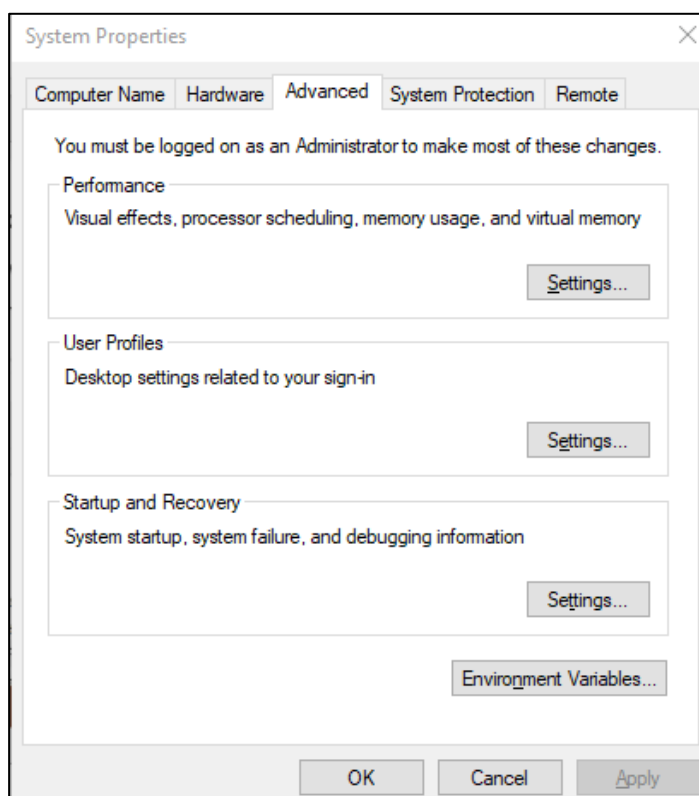 System Properties
Computer Name Hardware Advanced System Protection Remote
You must be logged on as an Administrator to make most of these changes.
Performance
Visual effects, processor scheduling, memory usage, and virtual memory
Settings...
User Profiles
Desktop settings related to your sign-in
Settings...
Startup and Recovery
System startup, system failure, and debugging information
Settings...
Environment Variables...
OK Cancel Apply